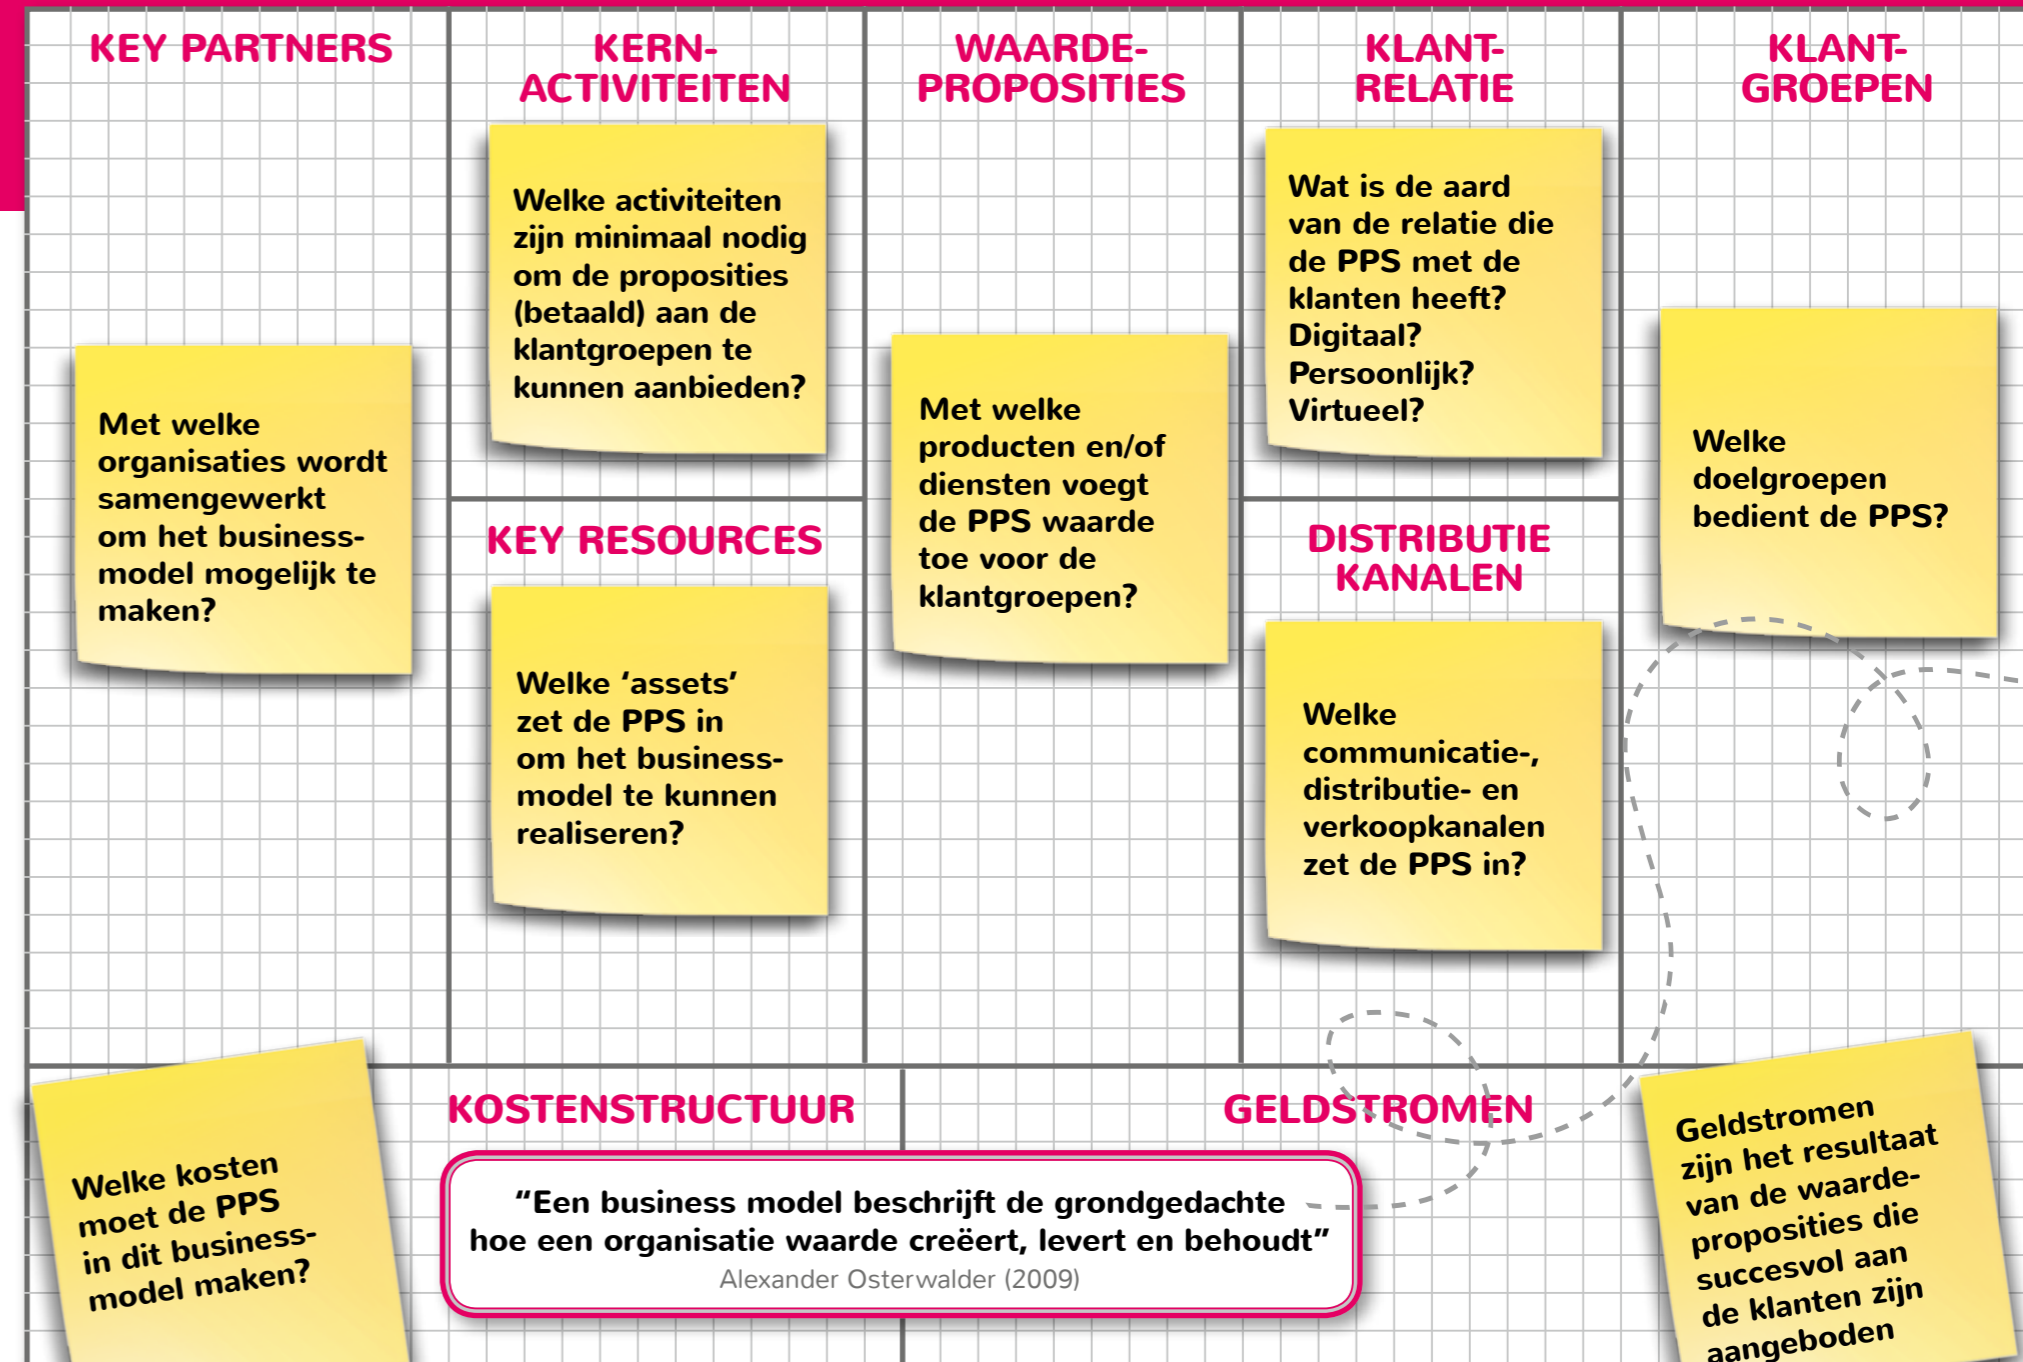 KEY PARTNERS
Met welke
organisaties wordt
samengewerkt
om het business-
model mogelijk te
maken?
KERN-
ACTIVITEITEN
Welke activiteiten
zijn minimaal nodig
om de proposities
(betaald) aan de
klantgroepen te
kunnen aanbieden?
KEY RESOURCES
Welke ‘assets’
zet de PPS in
om het business-
model te kunnen
realiseren?
WAARDE-
PROPOSITIES
Met welke
producten en/of
diensten voegt
de PPS waarde
toe voor de
klantgroepen?
KLANT-
RELATIE
Wat is de aard
van de relatie die
de PPS met de
klanten heeft?
Digitaal?
Persoonlijk?
Virtueel?
DISTRIBUTIE
KANALEN
Welke
communicatie-,
distributie- en
verkoopkanalen
zet de PPS in?
KLANT-
GROEPEN
Welke
doelgroepen
bedient de PPS?
KOSTENSTRUCTUUR
Welke kosten
moet de PPS
in dit business-
model maken?
GELDSTROMEN
Geldstromen
zijn het resultaat
van de waarde-
proposities die
succesvol aan
de klanten zijn
aangeboden
“Een business model beschrijft de grondgedachte
hoe een organisatie waarde creëert, levert en behoudt”
Alexander Osterwalder (2009)